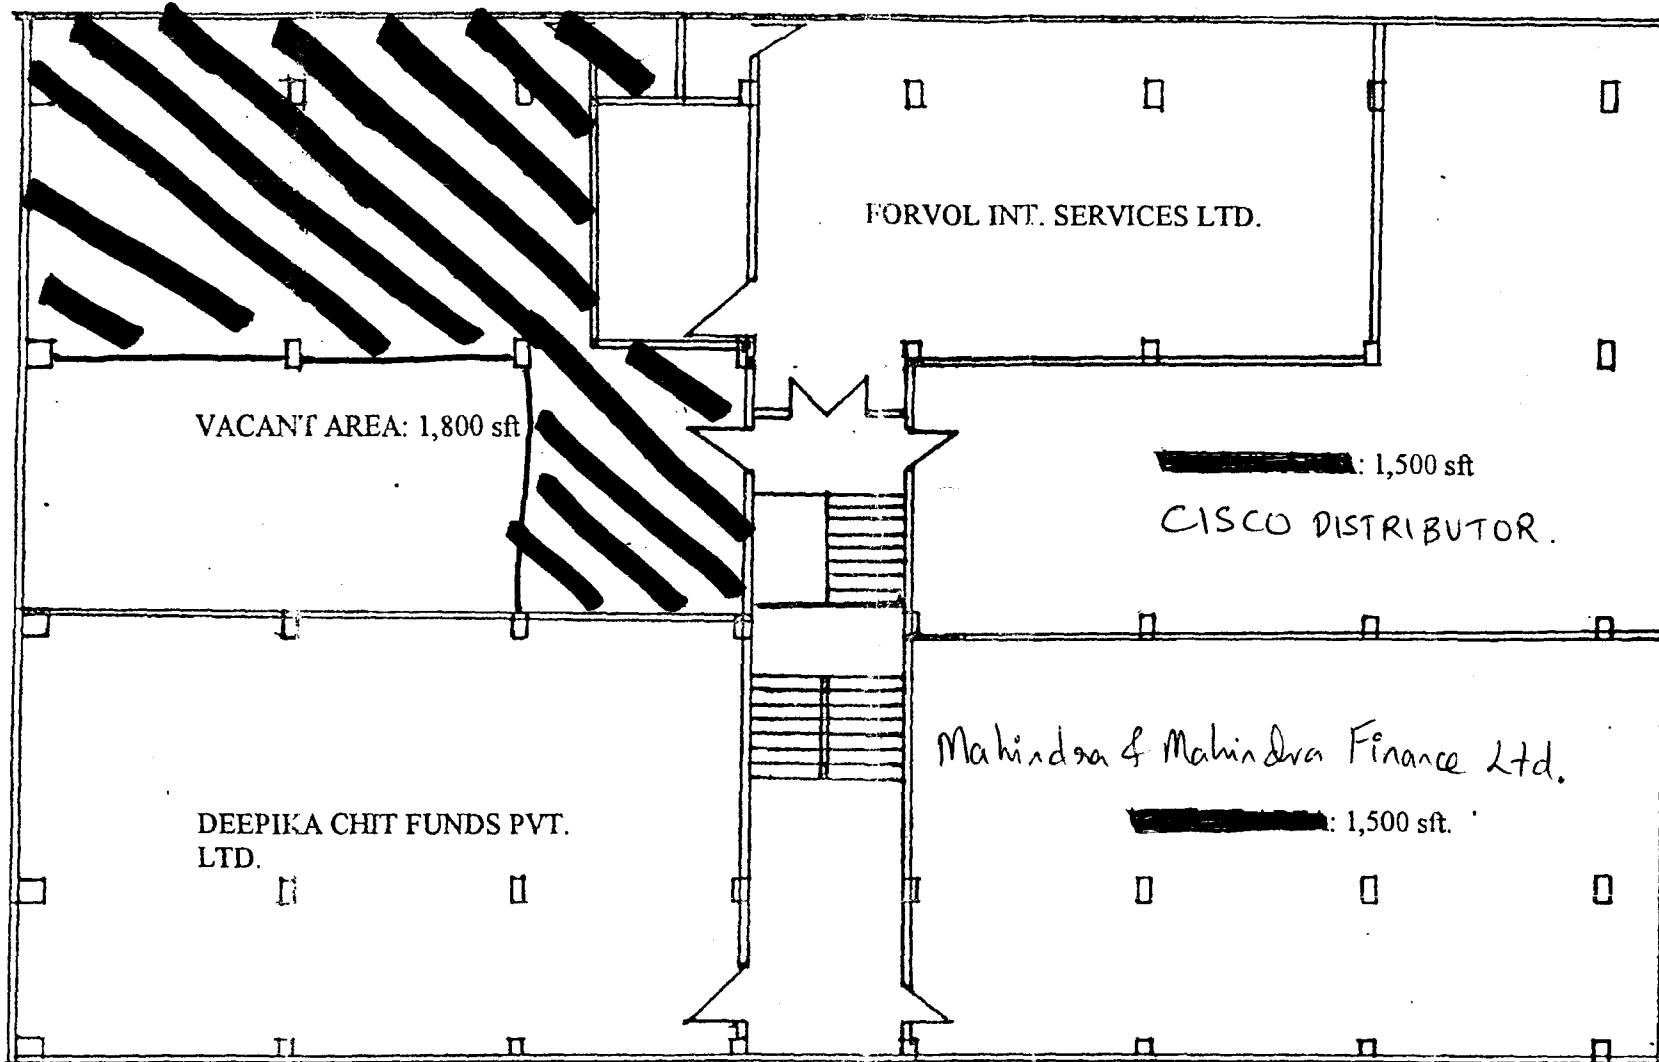 FORVOL INT. SERVICES LTD.
VACANT AREA: 1,800 sft
: 1,500 sft
CISCO DISTRIBUTOR.
Mahindra & Mahindra Finance Ltd.
: 1,500 sft.
DEEPIKA CHIT FUNDS PVT.
LTD.